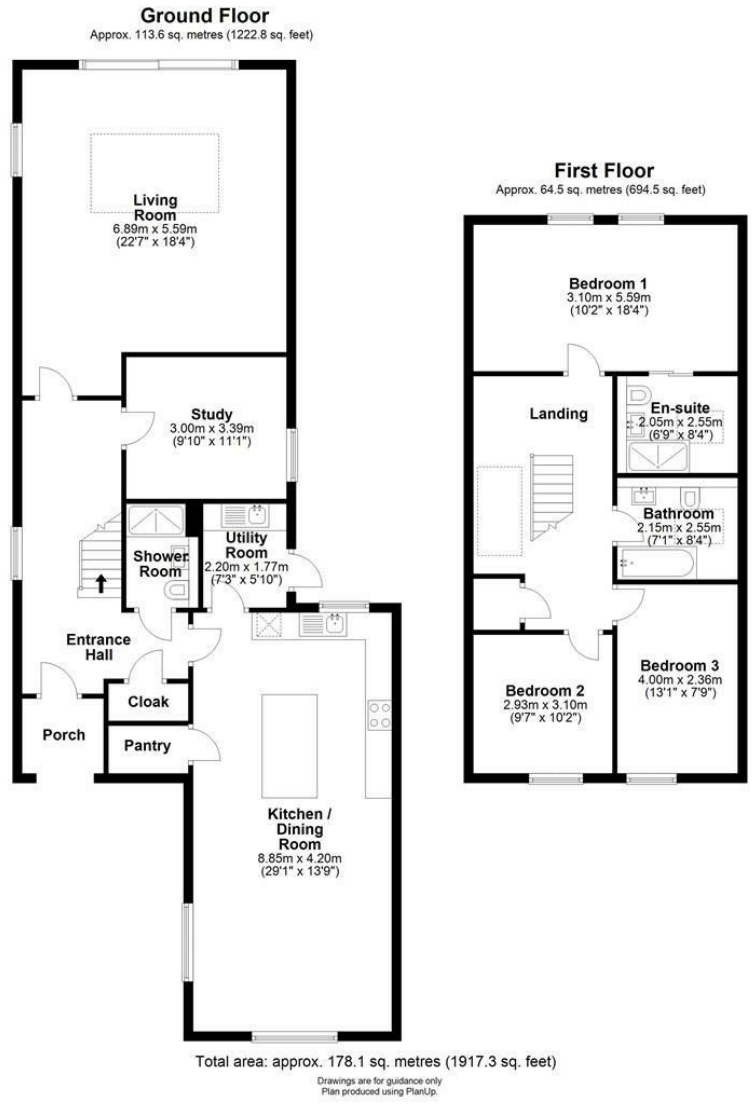 Ground Floor
Approx. 113.6 sq. metres (1222.8 sq. feet)
Living
Room
6.89m x 5.59m
(22'7" x 18'4")
Study
3.00m x 3.39m
(9'10" x 11'1")
Utility
Room
2.20m x 1.77m
(7'3" x 5'10")
Shower
Room
Entrance
Hall
Cloak
Porch
Pantry
Kitchen /
Dining
Room
8.85m x 4.20m
(29'1" x 13'9")
First Floor
Approx. 64.5 sq. metres (694.5 sq. feet)
Bedroom 1
3.10m x 5.59m
(10'2" x 18'4")
Landing
En-suite
2.05m x 2.55m
(6'9" x 8'4")
Bathroom
2.15m x 2.55m
(7'1" x 8'4")
Bedroom 3
4.00m x 2.36m
(13'1" x 7'9")
Bedroom 2
2.93m x 3.10m
(9'7" x 10'2")
Total area: approx. 178.1 sq. metres (1917.3 sq. feet)
Drawings are for guidance only
Plan produced using PlanUp.